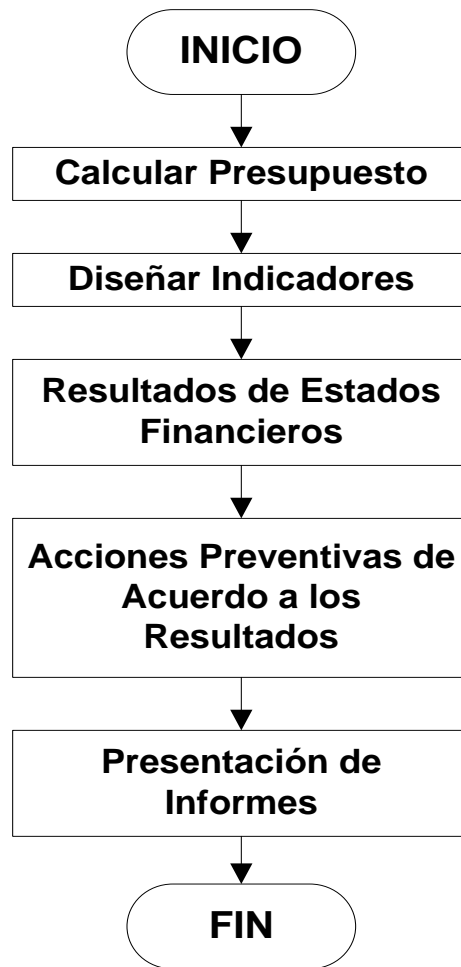 INICIO
Calcular Presupuesto
Diseñar Indicadores
Resultados de Estados
Financieros
Acciones Preventivas de
Acuerdo a los
Resultados
Presentación de
Informes
FIN